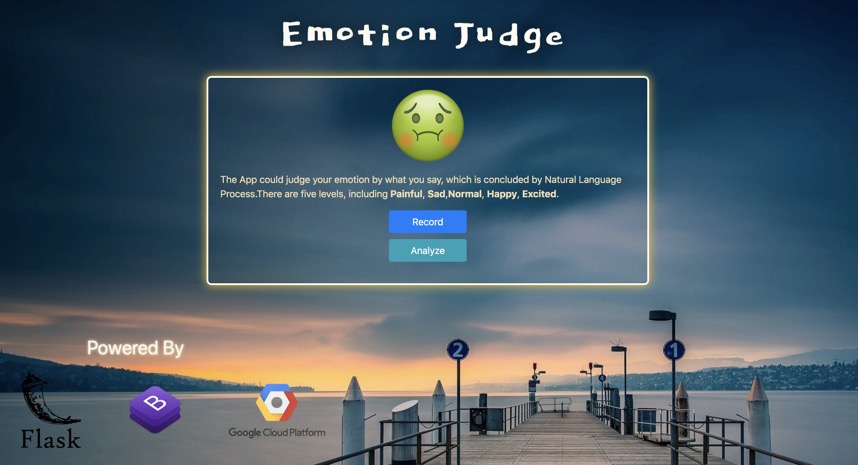 Emotion Judge
The App could judge your emotion by what you say, which is concluded by Natural Language
Process.There are five levels, including Painful, Sad,Normal, Happy, Excited.
Record
Analyze
Powered By
2
1
B
Flask
Google Cloud Platform